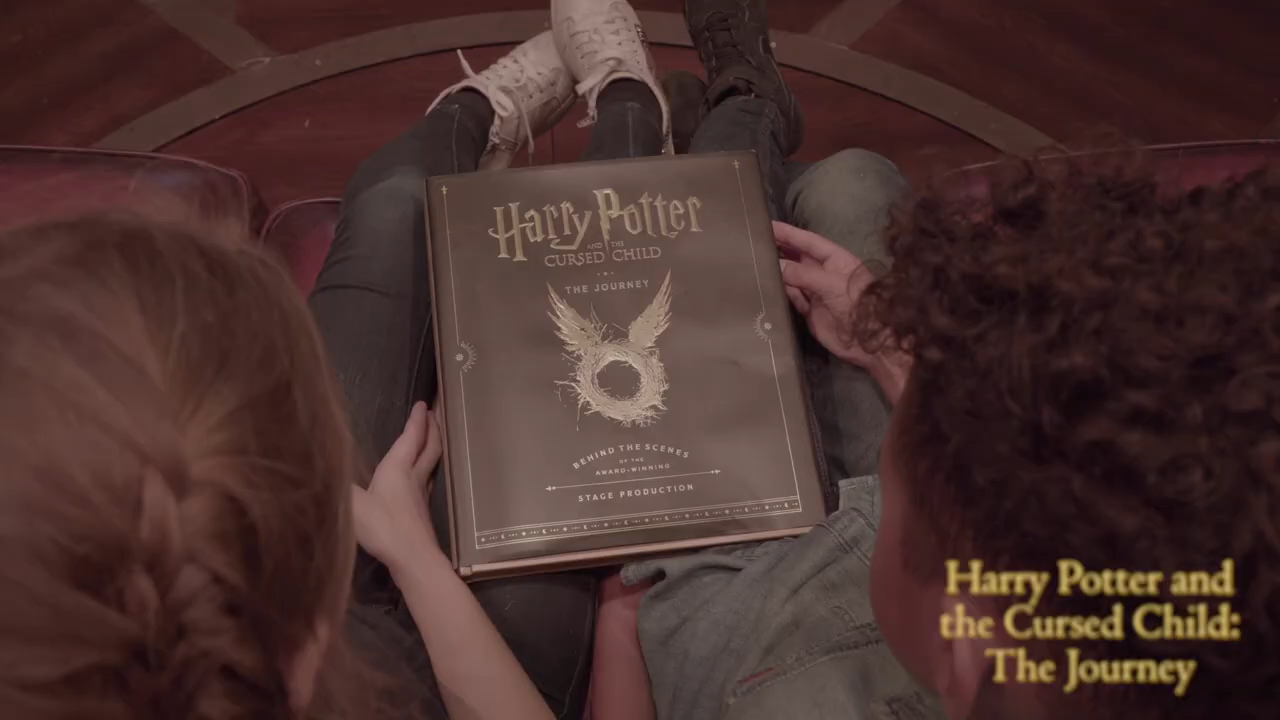 Harry Potter
AND THE
CURSED CHILD
THE JOURNEY
BEHIND THE SCENES
OF THE
AWARD-WINNING
STAGE PRODUCTION
Harry Potter and
the Cursed Child:
The Journey